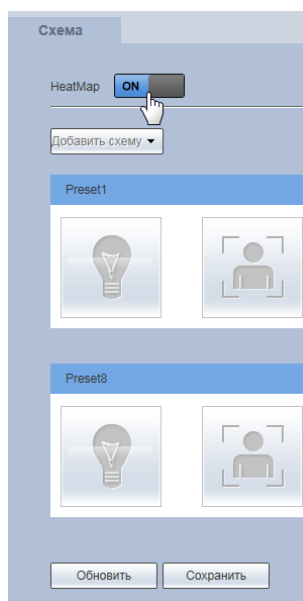 Схема
HeatMap ON
Добавить схему
Preset1
Preset8
Обновить Сохранить